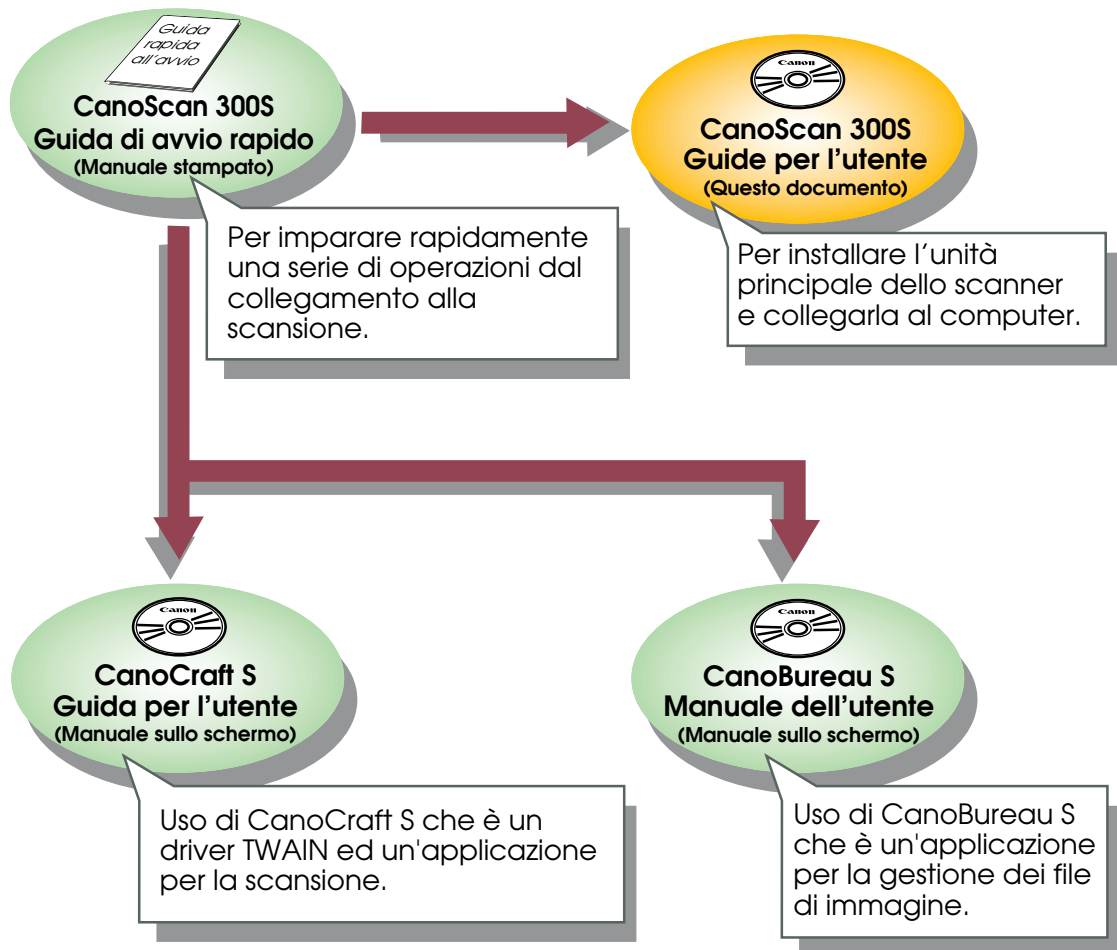 Guida
rapida
all'avvio
CanoScan 300S
Guida di avvio rapido
(Manuale stampato)
Per imparare rapidamente
una serie di operazioni dal
collegamento alla
scansione.
Canon
CanoScan 300S
Guide per l'utente
(Questo documento)
Per installare l'unità
principale dello scanner
e collegarla al computer.
Canon
CanoCraft S
Guida per l'utente
(Manuale sullo schermo)
Uso di CanoCraft S che è un
driver TWAIN ed un'applicazione
per la scansione.
Canon
CanoBureau S
Manuale dell'utente
(Manuale sullo schermo)
Uso di CanoBureau S
che è un'applicazione
per la gestione dei file
di immagine.